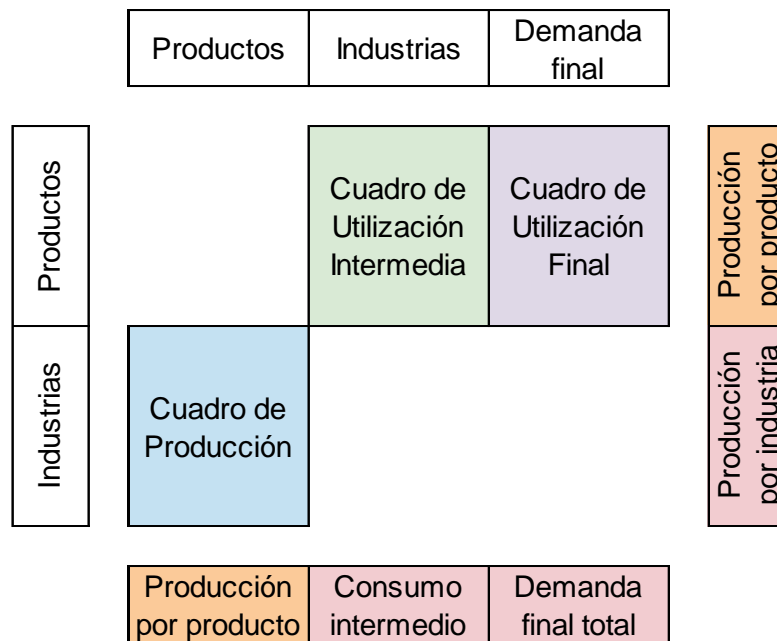 Productos
Industrias
Demanda
final
Productos
Cuadro de
Utilización
Intermedia
Cuadro de
Utilización
Final
Producción
por producto
Industrias
Cuadro de
Producción
Producción
por industria
Producción
por producto
Consumo
intermedio
Demanda
final total